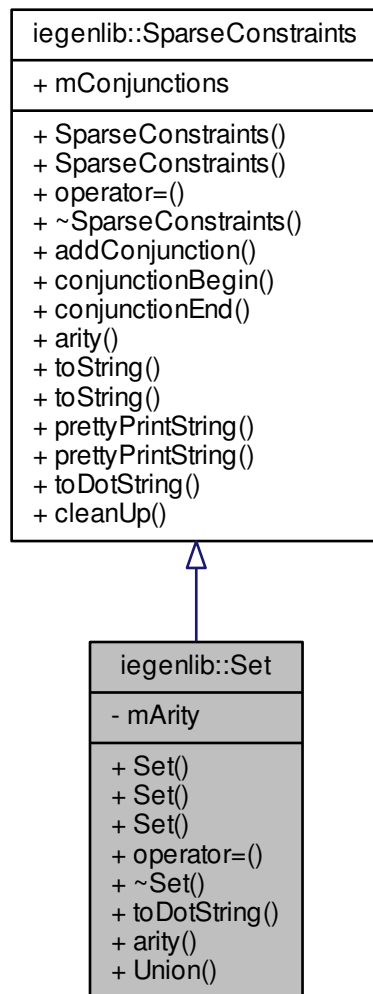 iegenlib::SparseConstraints
+ mConjunctions
+ SparseConstraints()
+ SparseConstraints()
+ operator=()
+ ~SparseConstraints()
+ addConjunction()
+ conjunctionBegin()
+ conjunctionEnd()
+ arity()
+ toString()
+ toString()
+ prettyPrintString()
+ prettyPrintString()
+ toDotString()
+ cleanUp()
iegenlib::Set
- mArity
+ Set()
+ Set()
+ Set()
+ operator=()
+ ~Set()
+ toDotString()
+ arity()
+ Union()